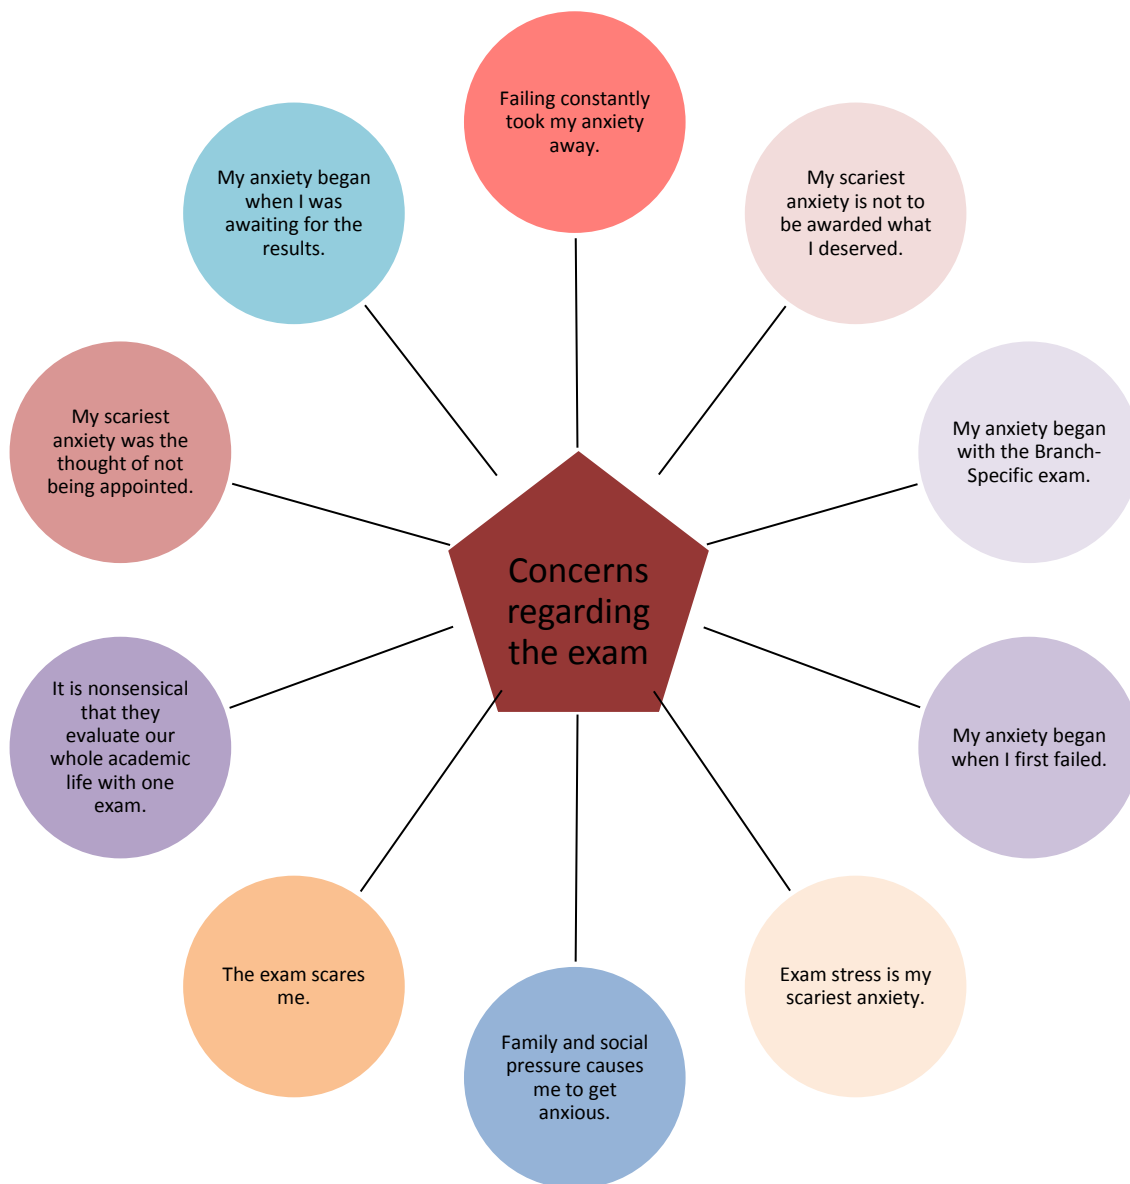 Failing constantly
took my anxiety
away.
My scariest
anxiety is not to
be awarded what
I deserved.
My anxiety began
with the Branch-
Specific exam.
My anxiety began
when I first failed.
Exam stress is my
scariest anxiety.
Family and social
pressure causes
me to get
anxious.
The exam scares
me.
It is nonsensical
that they
evaluate our
whole academic
life with one
exam.
My scariest
anxiety was the
thought of not
being appointed.
My anxiety began
when I was
awaiting for the
results.
Concerns
regarding
the exam